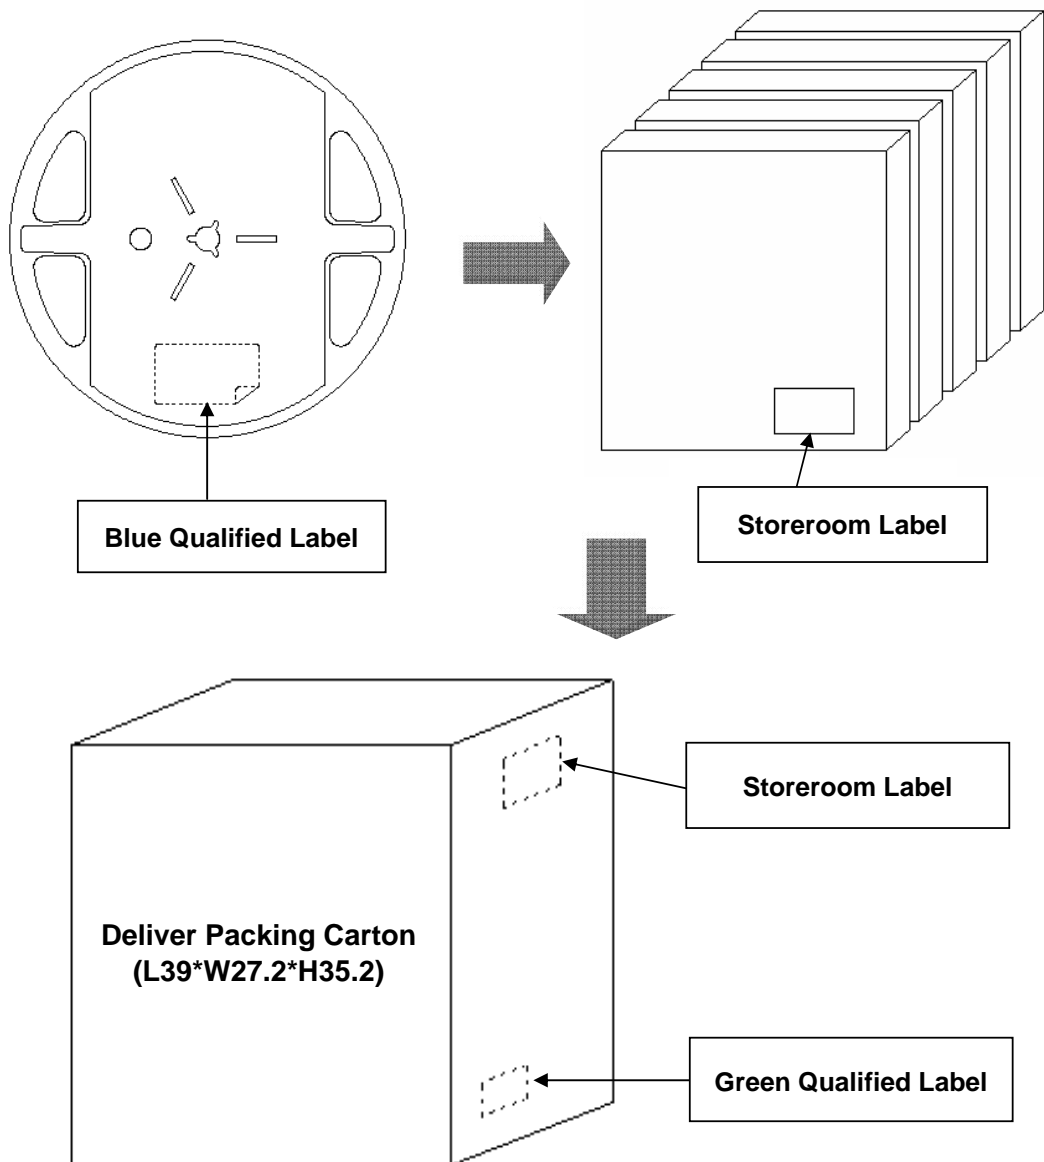 Blue Qualified Label
Storeroom Label
Storeroom Label
Deliver Packing Carton
(L39*W27.2*H35.2)
Green Qualified Label